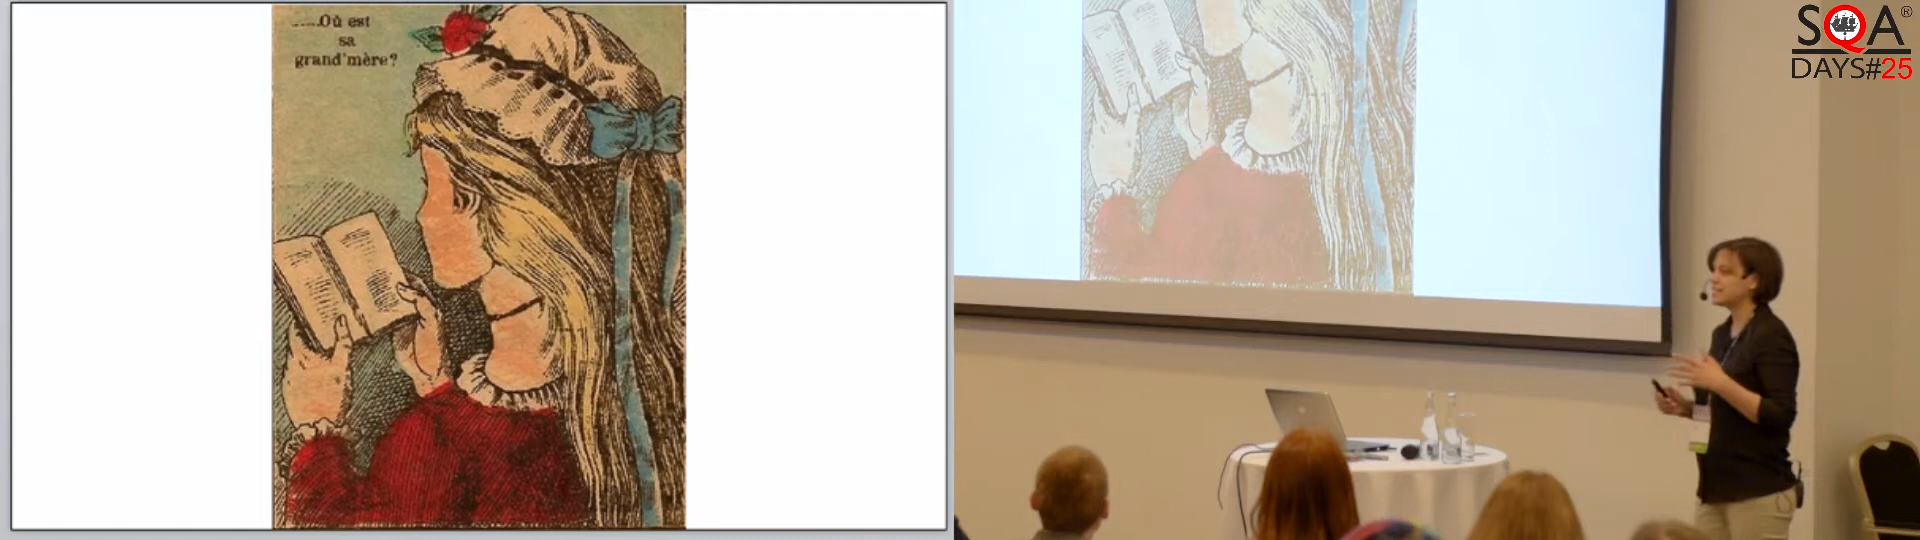 ......Où est
sa
grand'mère?
SQA®
DAYS#25